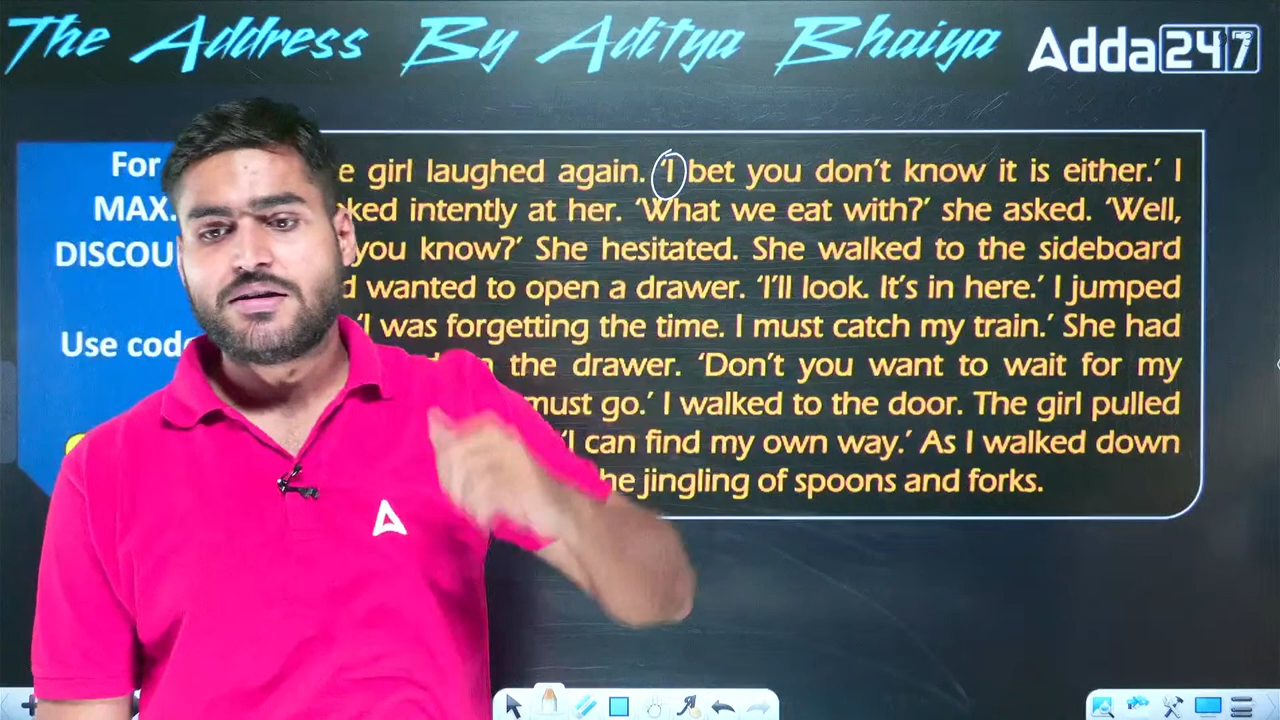 The Address By Aditya Bhaiya
Adda247
For
MAX.
DISCOU
Use code
e girl laughed again. 'I bet you don't know it is either.' I
ked intently at her. 'What we eat with?' she asked. 'Well,
you know?' She hesitated. She walked to the sideboard
d wanted to open a drawer. 'I'll look. It's in here.' I jumped
'I was forgetting the time. I must catch my train.' She had
the drawer. 'Don't you want to wait for my
must go.' I walked to the door. The girl pulled
'I can find my own way.' As I walked down
he jingling of spoons and forks.